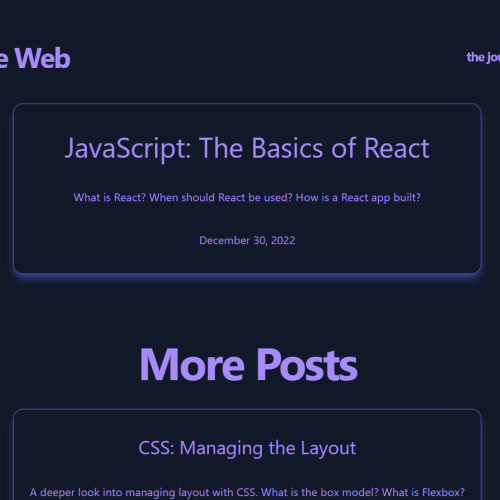 e Web
the jou
JavaScript: The Basics of React
What is React? When should React be used? How is a React app built?
December 30, 2022
More Posts
CSS: Managing the Layout
A deeper look into managing layout with CSS. What is the box model? What is Flexbox?